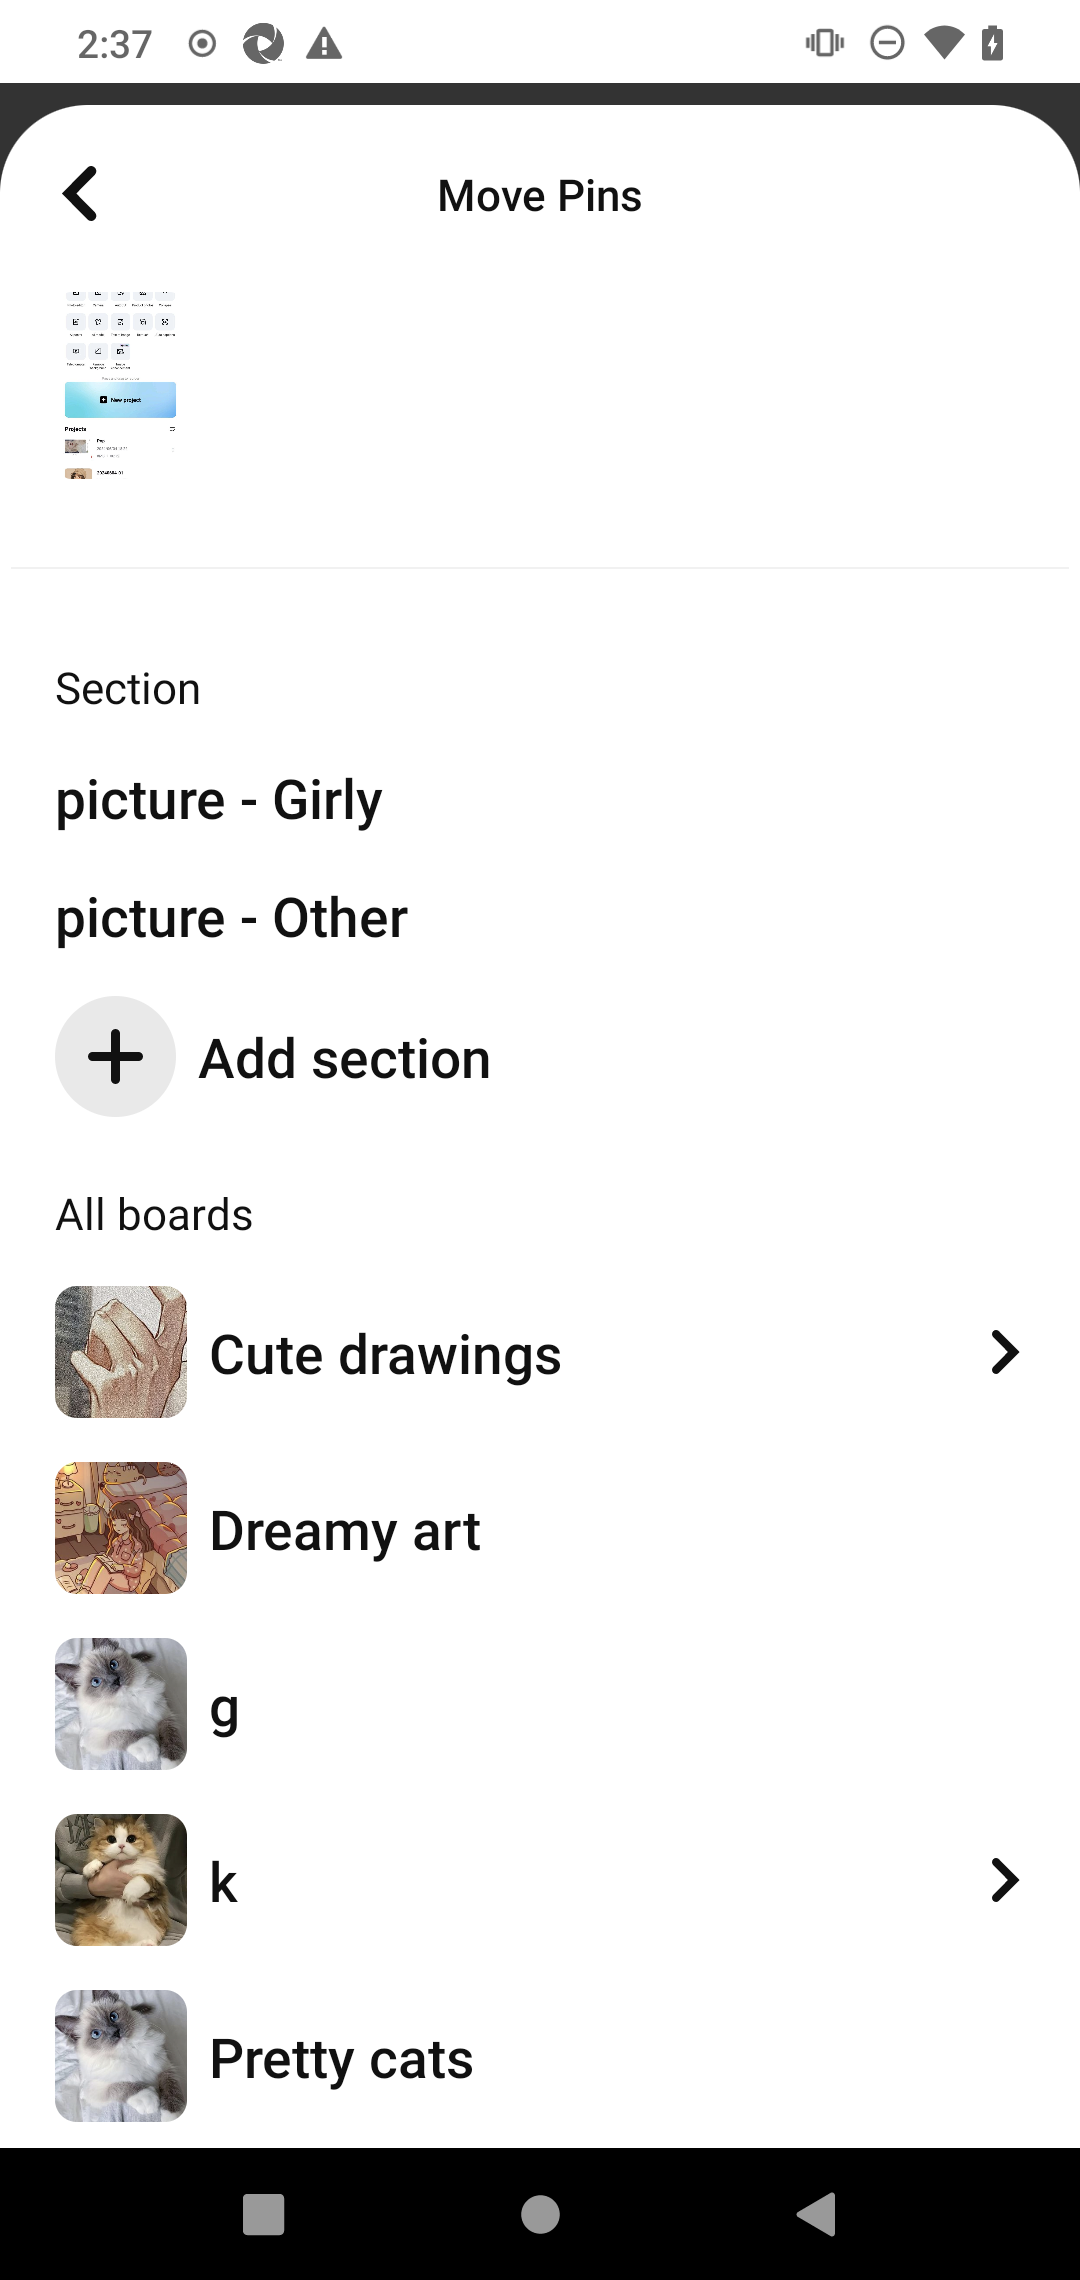 2:37
Move Pins
New project
Projects
Pop
Section
picture - Girly
picture - Other
Add section
All boards
Cute drawings
Dreamy art
g
k
Pretty cats